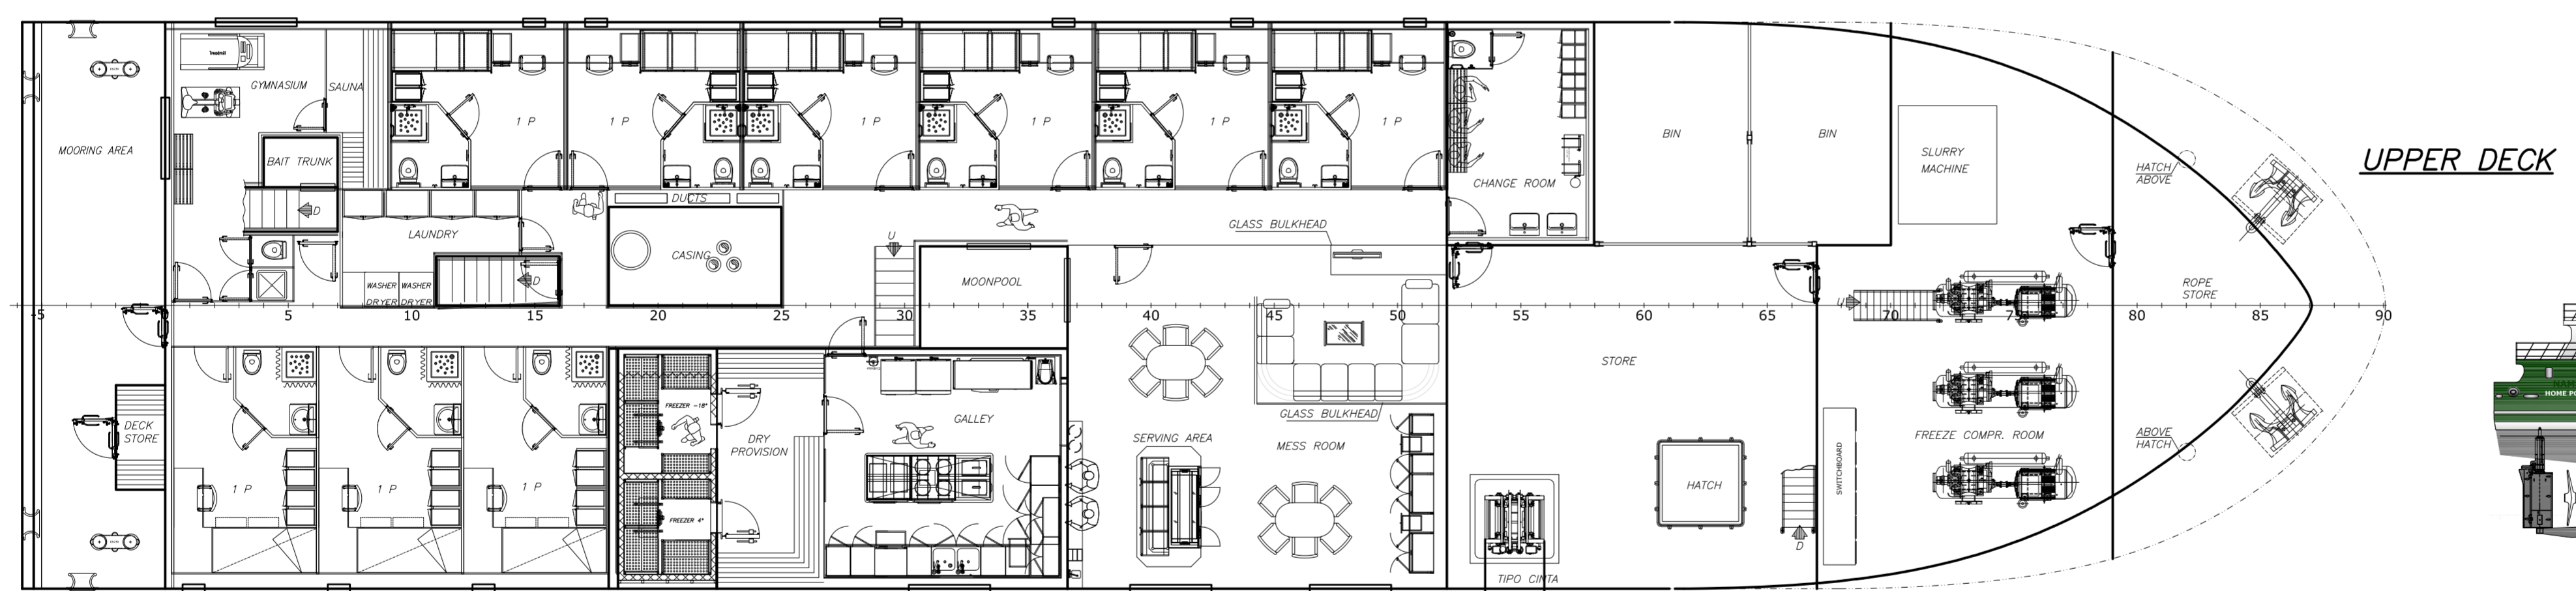 MOORING AREA
Treadmill
GYMNASIUM
SAUNA
BAIT TRUNK
D
1 P
1 P
1 P
1 P
1 P
1 P
DUCTS
LAUNDRY
CASING
WASHER
DRYER
WASHER
DRYER
D
U
MOONPOOL
GLASS BULKHEAD
CHANGE ROOM
BIN
BIN
SLURRY
MACHINE
HATCH
ABOVE
UPPER DECK
-5
5
10
15
20
25
30
35
40
45
50
55
60
65
70
80
85
90
U
ROPE
STORE
DECK
STORE
1 P
1 P
1 P
FREEZER -18°
FREEZER 4°
DRY
PROVISION
GALLEY
SERVING AREA
MESS ROOM
GLASS BULKHEAD
STORE
HATCH
TIPO CINTA
D
SWITCHBOARD
FREEZE COMPR. ROOM
ABOVE
HATCH